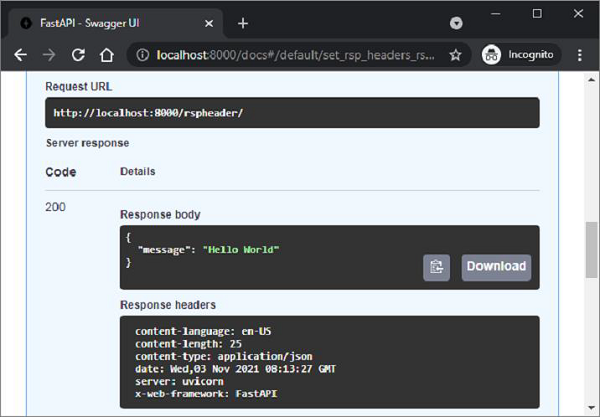 FastAPI - Swagger UI
localhost:8000/docs#/default/set_rsp_headers_rs...
Incognito
Request URL
http://localhost:8000/rspheader/
Server response
Code Details
200
Response body
{
"message": "Hello World"
}
Download
Response headers
content-language: en-US
content-length: 25
content-type: application/json
date: Wed,03 Nov 2021 08:13:27 GMT
server: uvicorn
x-web-framework: FastAPI